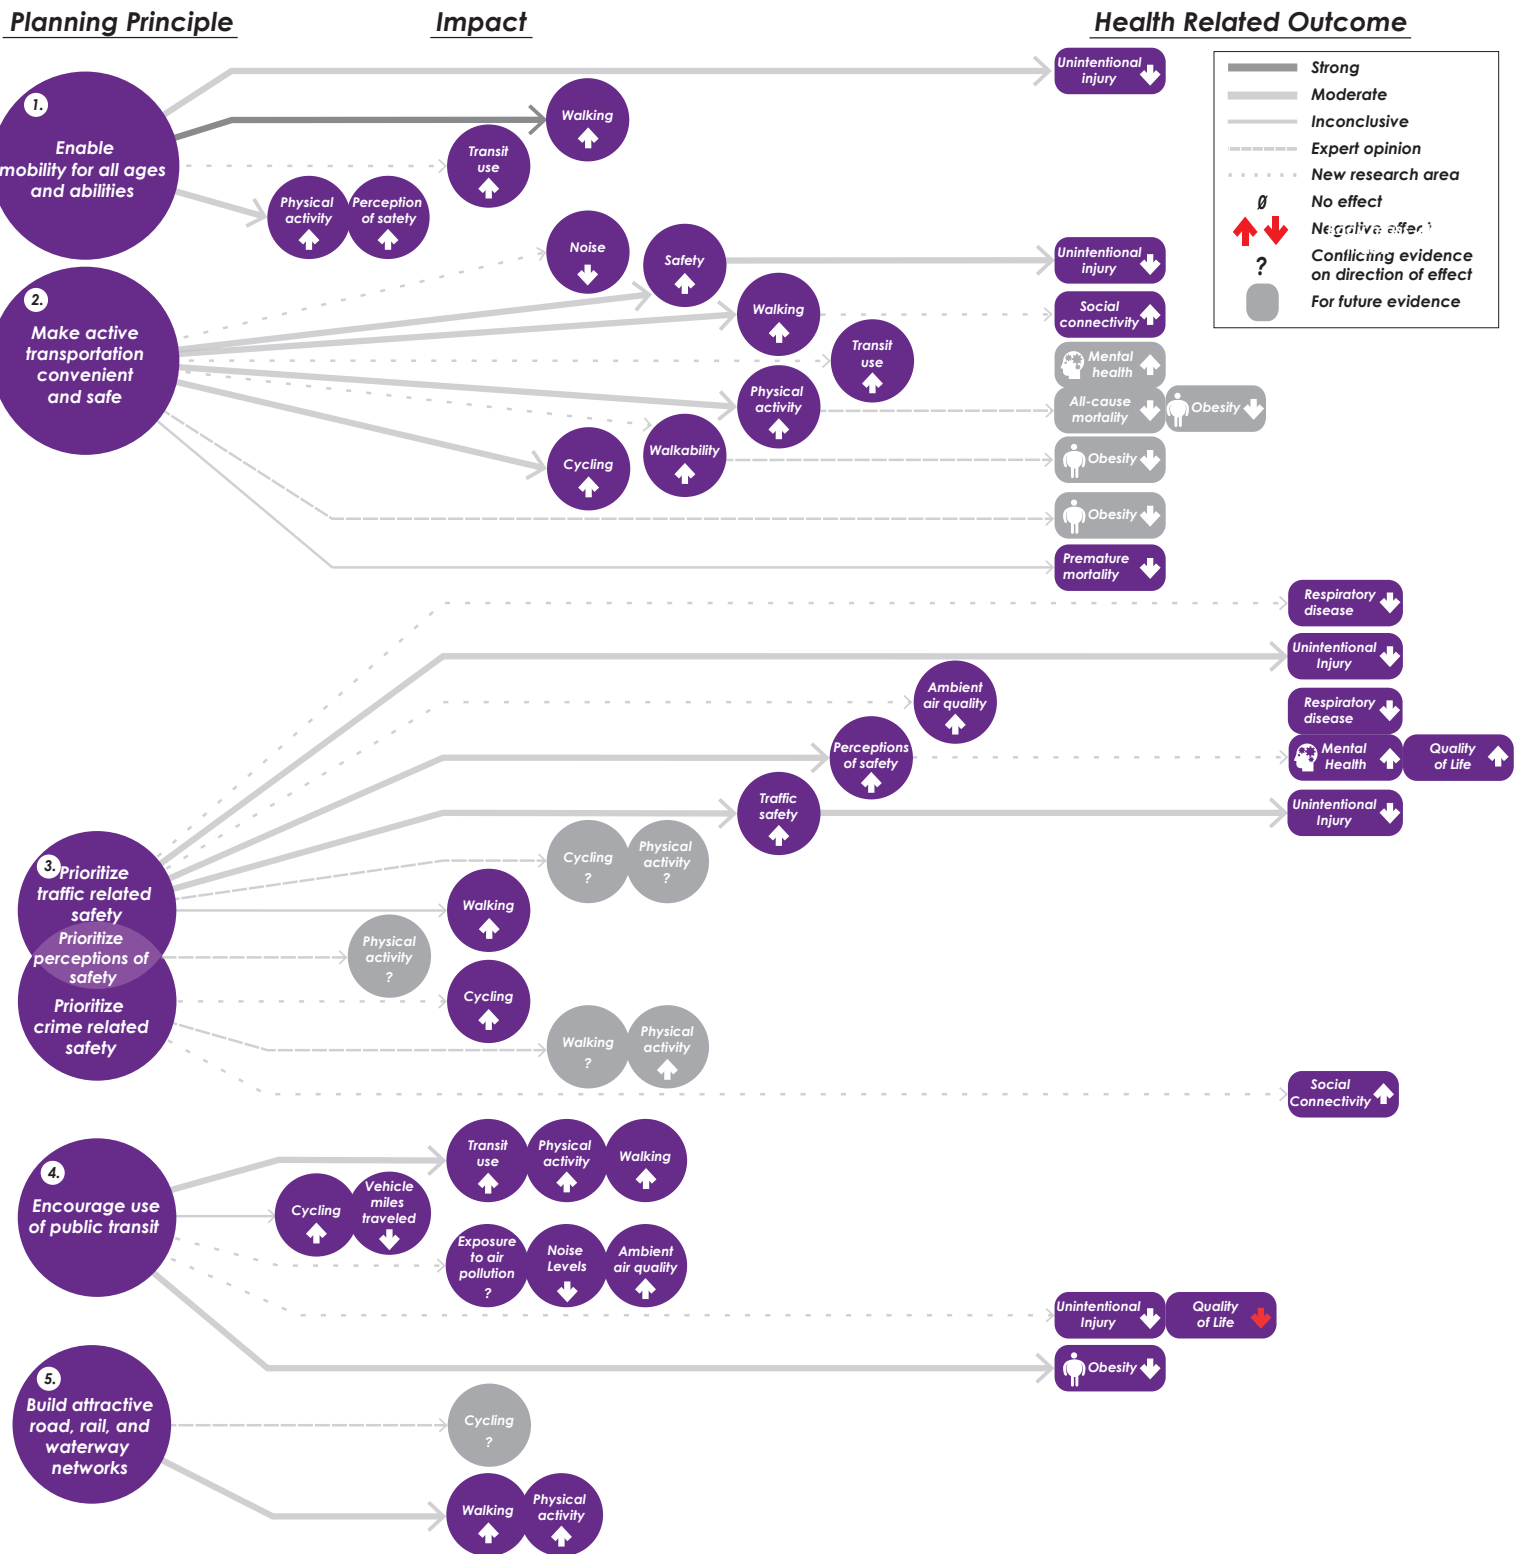 Planning Principle
Impact
Health Related Outcome
Strong
Moderate
Inconclusive
Expert opinion
New research area
Ø
No effect
Negative effect
?
Conflicting evidence
on direction of effect
For future evidence
1.
Enable
mobility for all ages
and abilities
Unintentional
injury
Walking
Transit
use
Physical
activity
Perception
of safety
2.
Make active
transportation
convenient
and safe
Noise
Safety
Unintentional
injury
Walking
Social
connectivity
Transit
use
Mental
health
Physical
activity
All-cause
mortality
Obesity
Walkability
Obesity
Cycling
Obesity
Premature
mortality
Respiratory
disease
Unintentional
Injury
Ambient
air quality
Respiratory
disease
Perceptions
of safety
Mental
Health
Quality
of Life
Traffic
safety
Unintentional
Injury
3.
Prioritize
traffic related
safety
Prioritize
perceptions of
safety
Prioritize
crime related
safety
Cycling
?
Physical
activity
?
Walking
Physical
activity
?
Cycling
Walking
?
Physical
activity
Social
Connectivity
4.
Encourage use
of public transit
Transit
use
Physical
activity
Walking
Cycling
Vehicle
miles
traveled
Exposure
to air
pollution
?
Noise
Levels
Ambient
air quality
Unintentional
Injury
Quality
of Life
Obesity
5.
Build attractive
road, rail, and
waterway
networks
Cycling
?
Walking
Physical
activity